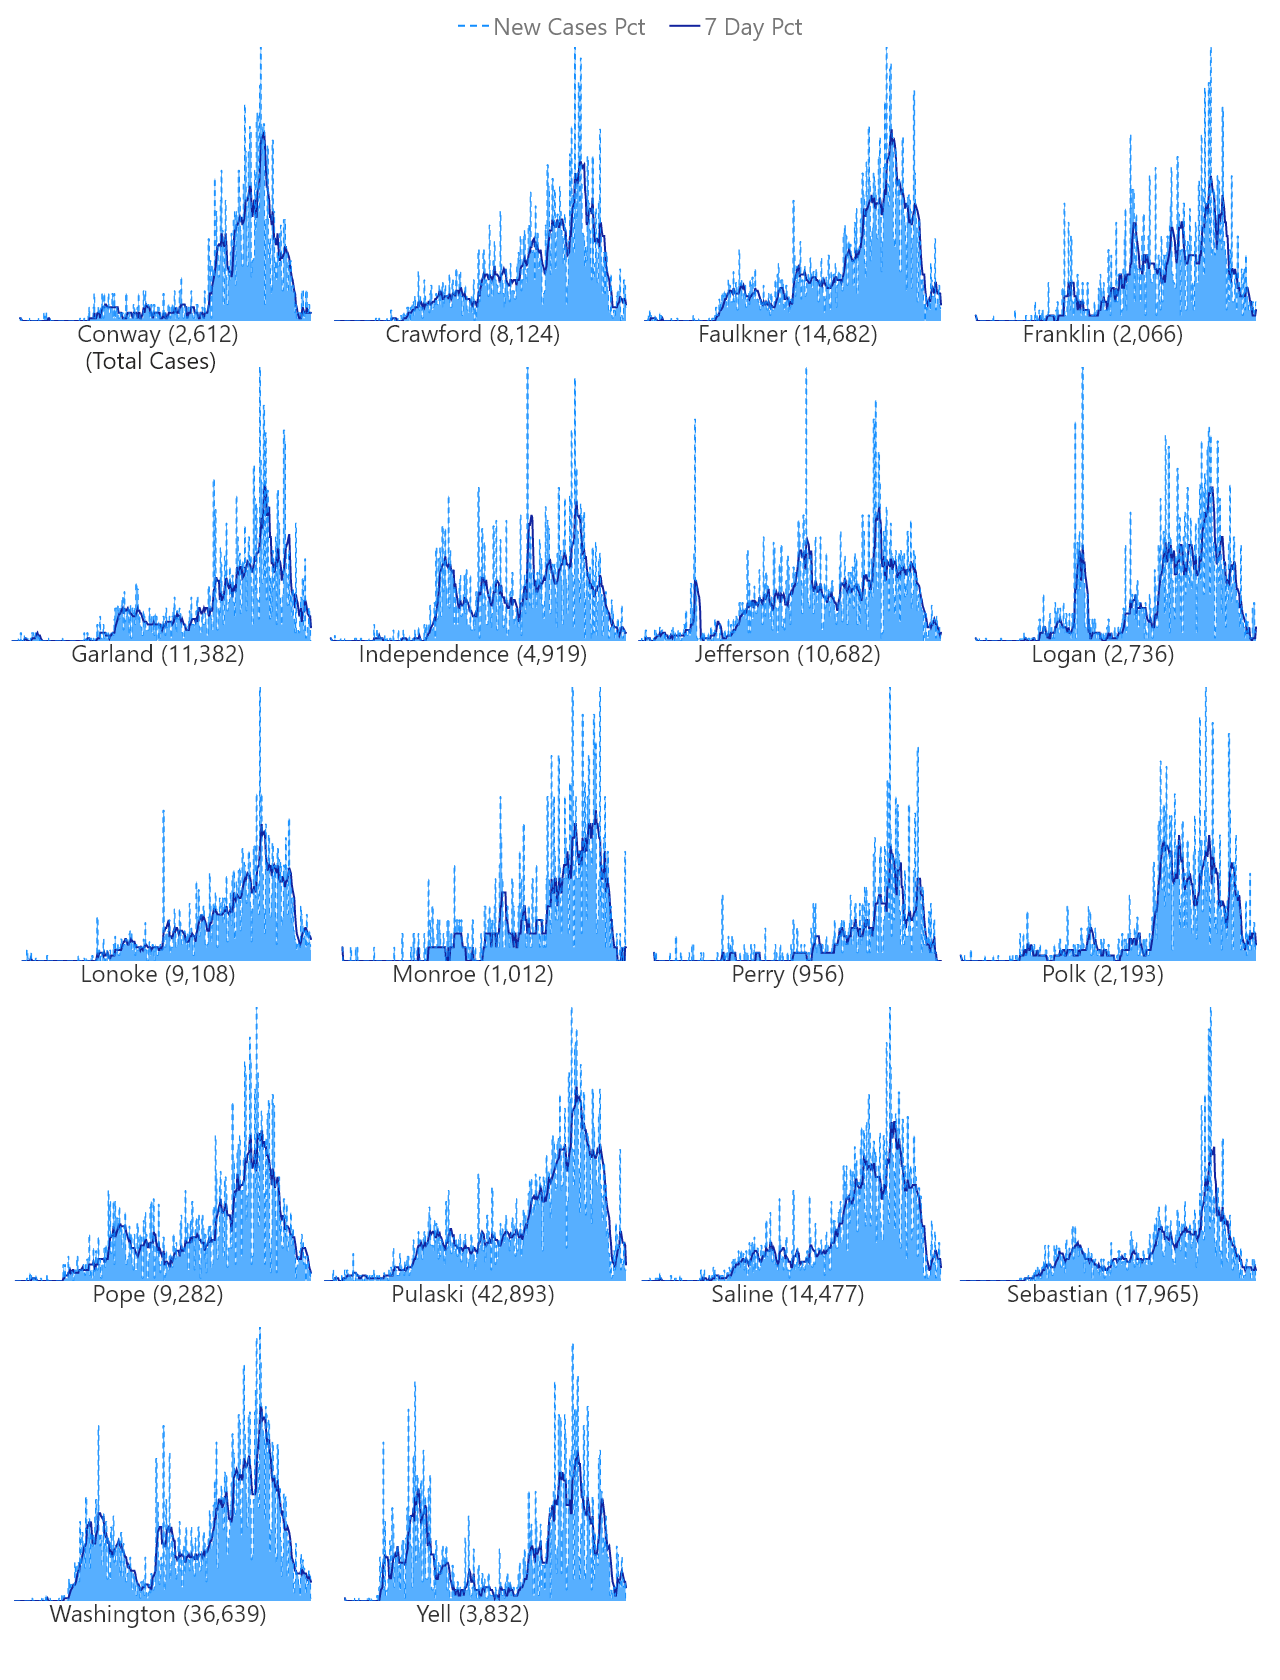 New Cases Pct 7 Day Pct
Conway (2,612) Crawford (8,124) Faulkner (14,682) Franklin (2,066)
(Total Cases)
Garland (11,382) Independence (4,919) Jefferson (10,682) Logan (2,736)
Lonoke (9,108) Monroe (1,012) Perry (956) Polk (2,193)
Pope (9,282) Pulaski (42,893) Saline (14,477) Sebastian (17,965)
Washington (36,639) Yell (3,832)